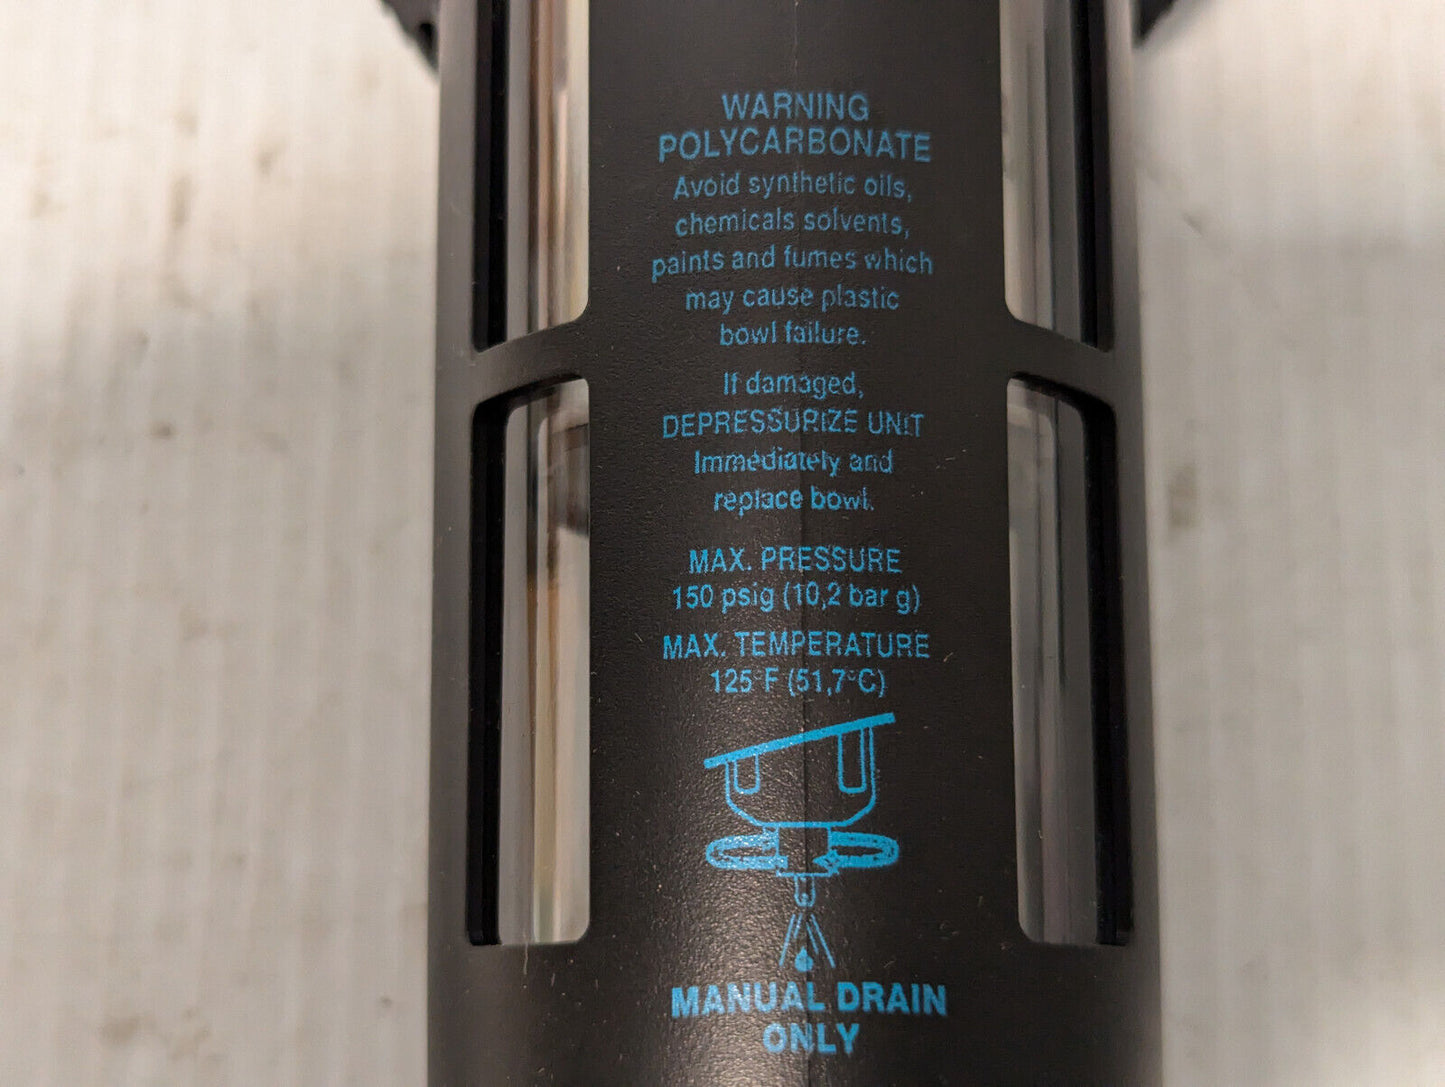 WARNING
POLYCARBONATE
Avoid synthetic oils,
chemicals solvents,
paints and fumes which
may cause plastic
bowl failure.
If damaged,
DEPRESSURIZE UNIT
Immediately and
replace bowl.
MAX. PRESSURE
150 psig (10,2 bar g)
MAX. TEMPERATURE
125°F (51,7°C)
MANUAL DRAIN
ONLY